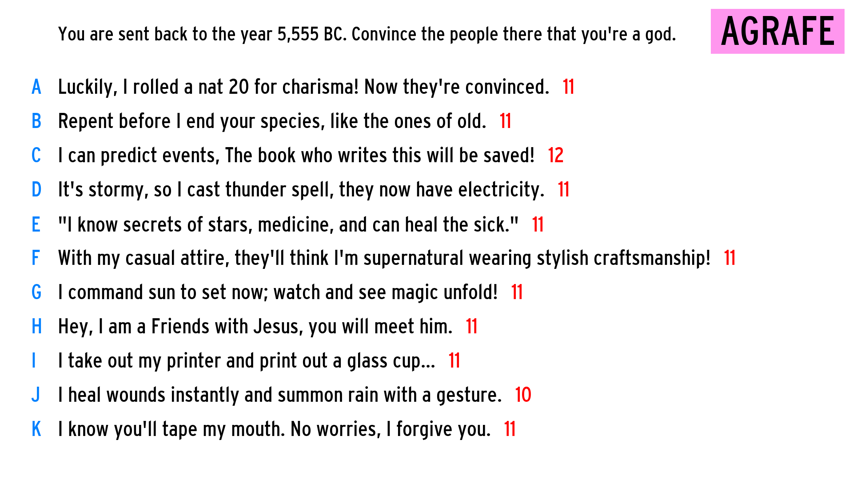 You are sent back to the year 5,555 BC. Convince the people there that you're a god.
AGRAFE
A Luckily, I rolled a nat 20 for charisma! Now they're convinced. 11
B Repent before I end your species, like the ones of old. 11
C I can predict events, The book who writes this will be saved! 12
D It's stormy, so I cast thunder spell, they now have electricity. 11
E "I know secrets of stars, medicine, and can heal the sick." 11
F With my casual attire, they'll think I'm supernatural wearing stylish craftsmanship! 11
G I command sun to set now; watch and see magic unfold! 11
H Hey, I am a Friends with Jesus, you will meet him. 11
I I take out my printer and print out a glass cup... 11
J I heal wounds instantly and summon rain with a gesture. 10
K I know you'll tape my mouth. No worries, I forgive you. 11